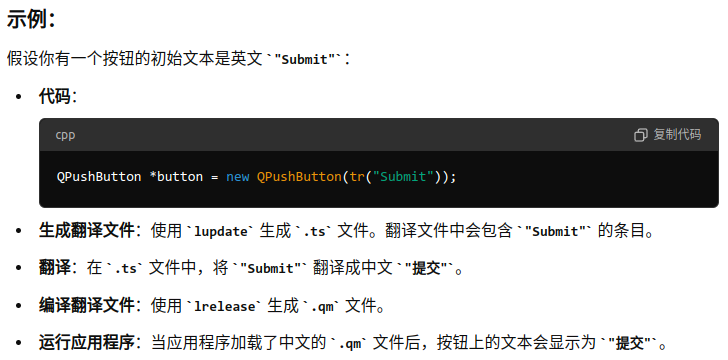 示例：
假设你有一个按钮的初始文本是英文 `"Submit"`：
• 代码：
cpp 复制代码
QPushButton *button = new QPushButton(tr("Submit"));
• 生成翻译文件：使用 `lupdate` 生成 `.ts` 文件。翻译文件中会包含 `"Submit"` 的条目。
• 翻译：在 `.ts` 文件中，将 `"Submit"` 翻译成中文 `"提交"`。
• 编译翻译文件：使用 `lrelease` 生成 `.qm` 文件。
• 运行应用程序：当应用程序加载了中文的 `.qm` 文件后，按钮上的文本会显示为 `"提交"`。